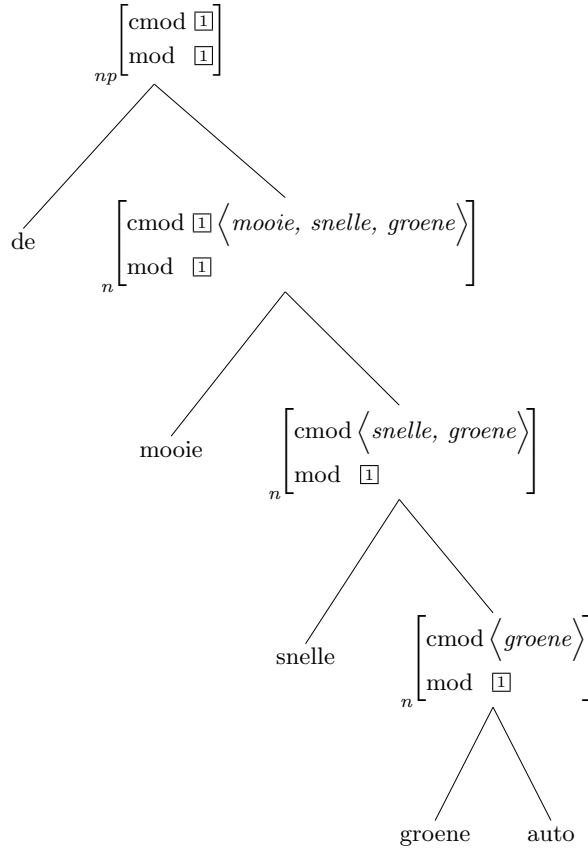 cmod 1
mod 1
np
de
cmod 1 ⟨mooie, snelle, groene⟩
mod 1
n
mooie
cmod ⟨snelle, groene⟩
mod 1
n
snelle
cmod ⟨groene⟩
mod 1
n
groene auto